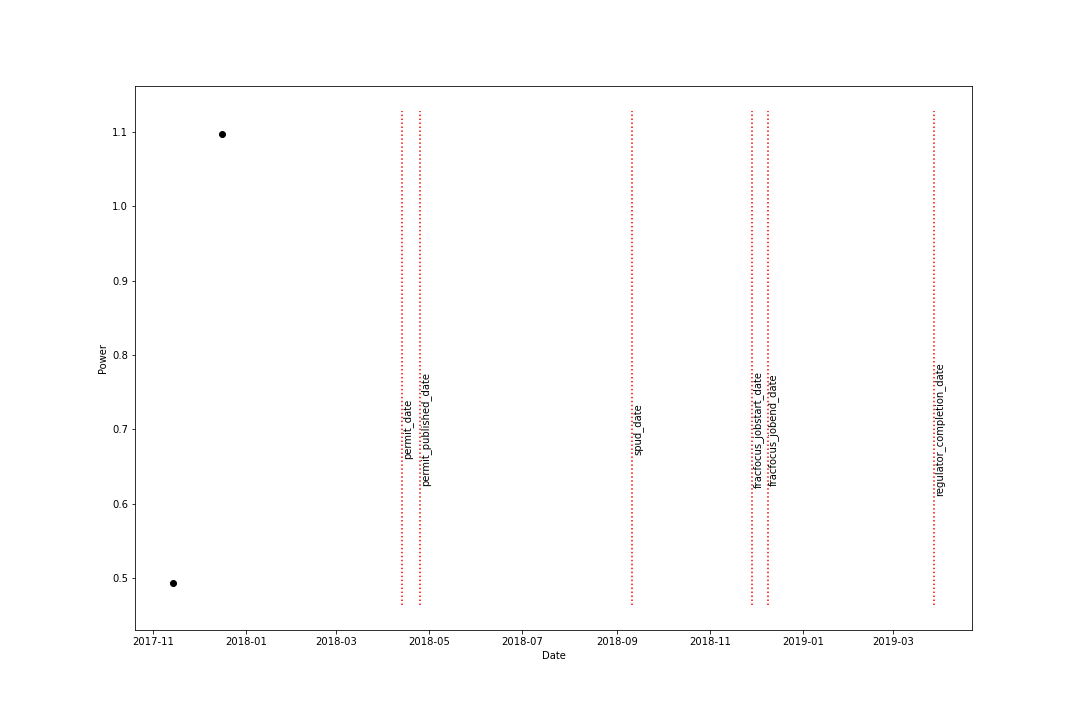 1.1
1.0
0.9
0.8
0.7
0.6
0.5
Power
permit_date
permit_published_date
spud_date
fracfocus_jobstart_date
fracfocus_jobend_date
regulator_completion_date
2017-11
2018-01
2018-03
2018-05
2018-07
2018-09
2018-11
2019-01
2019-03
Date